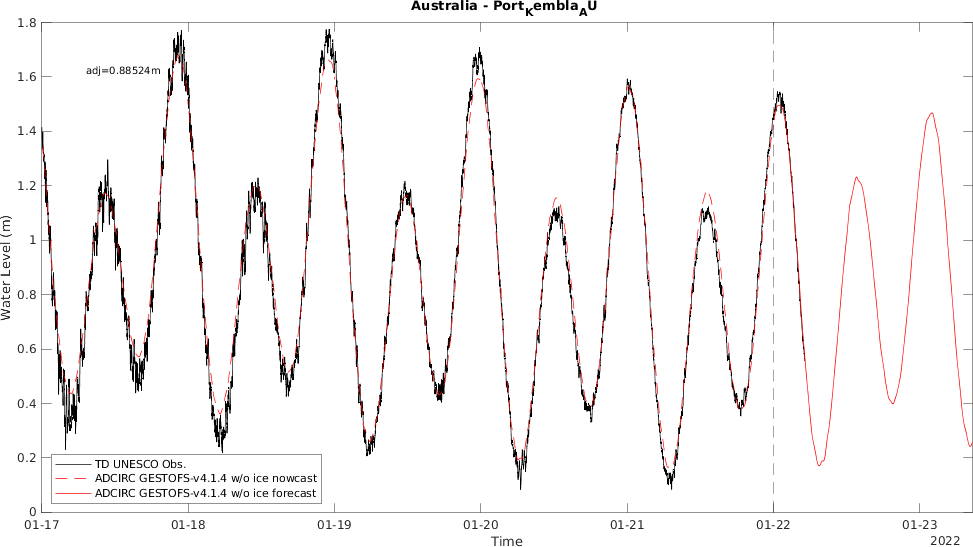 Australia - PortKemblaAU
adj=0.88524m
Water Level (m)
1.8
1.6
1.4
1.2
1
0.8
0.6
0.4
0.2
0
TD UNESCO Obs.
ADCIRC GESTOFS-v4.1.4 w/o ice nowcast
ADCIRC GESTOFS-v4.1.4 w/o ice forecast
01-17 01-18 01-19 01-20 01-21 01-22 01-23
Time
2022